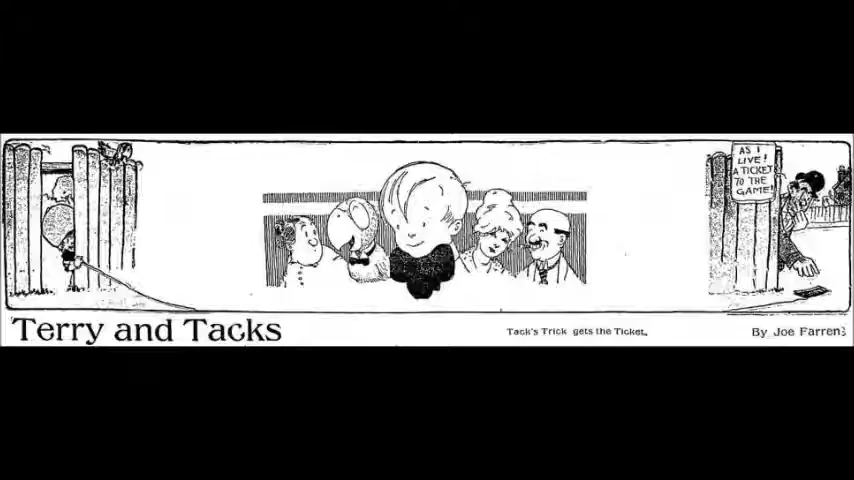 AS I
LIVE!
A TICKET
TO THE
GAME!
Terry and Tacks
Tack's Trick gets the Ticket.
By Joe Farren